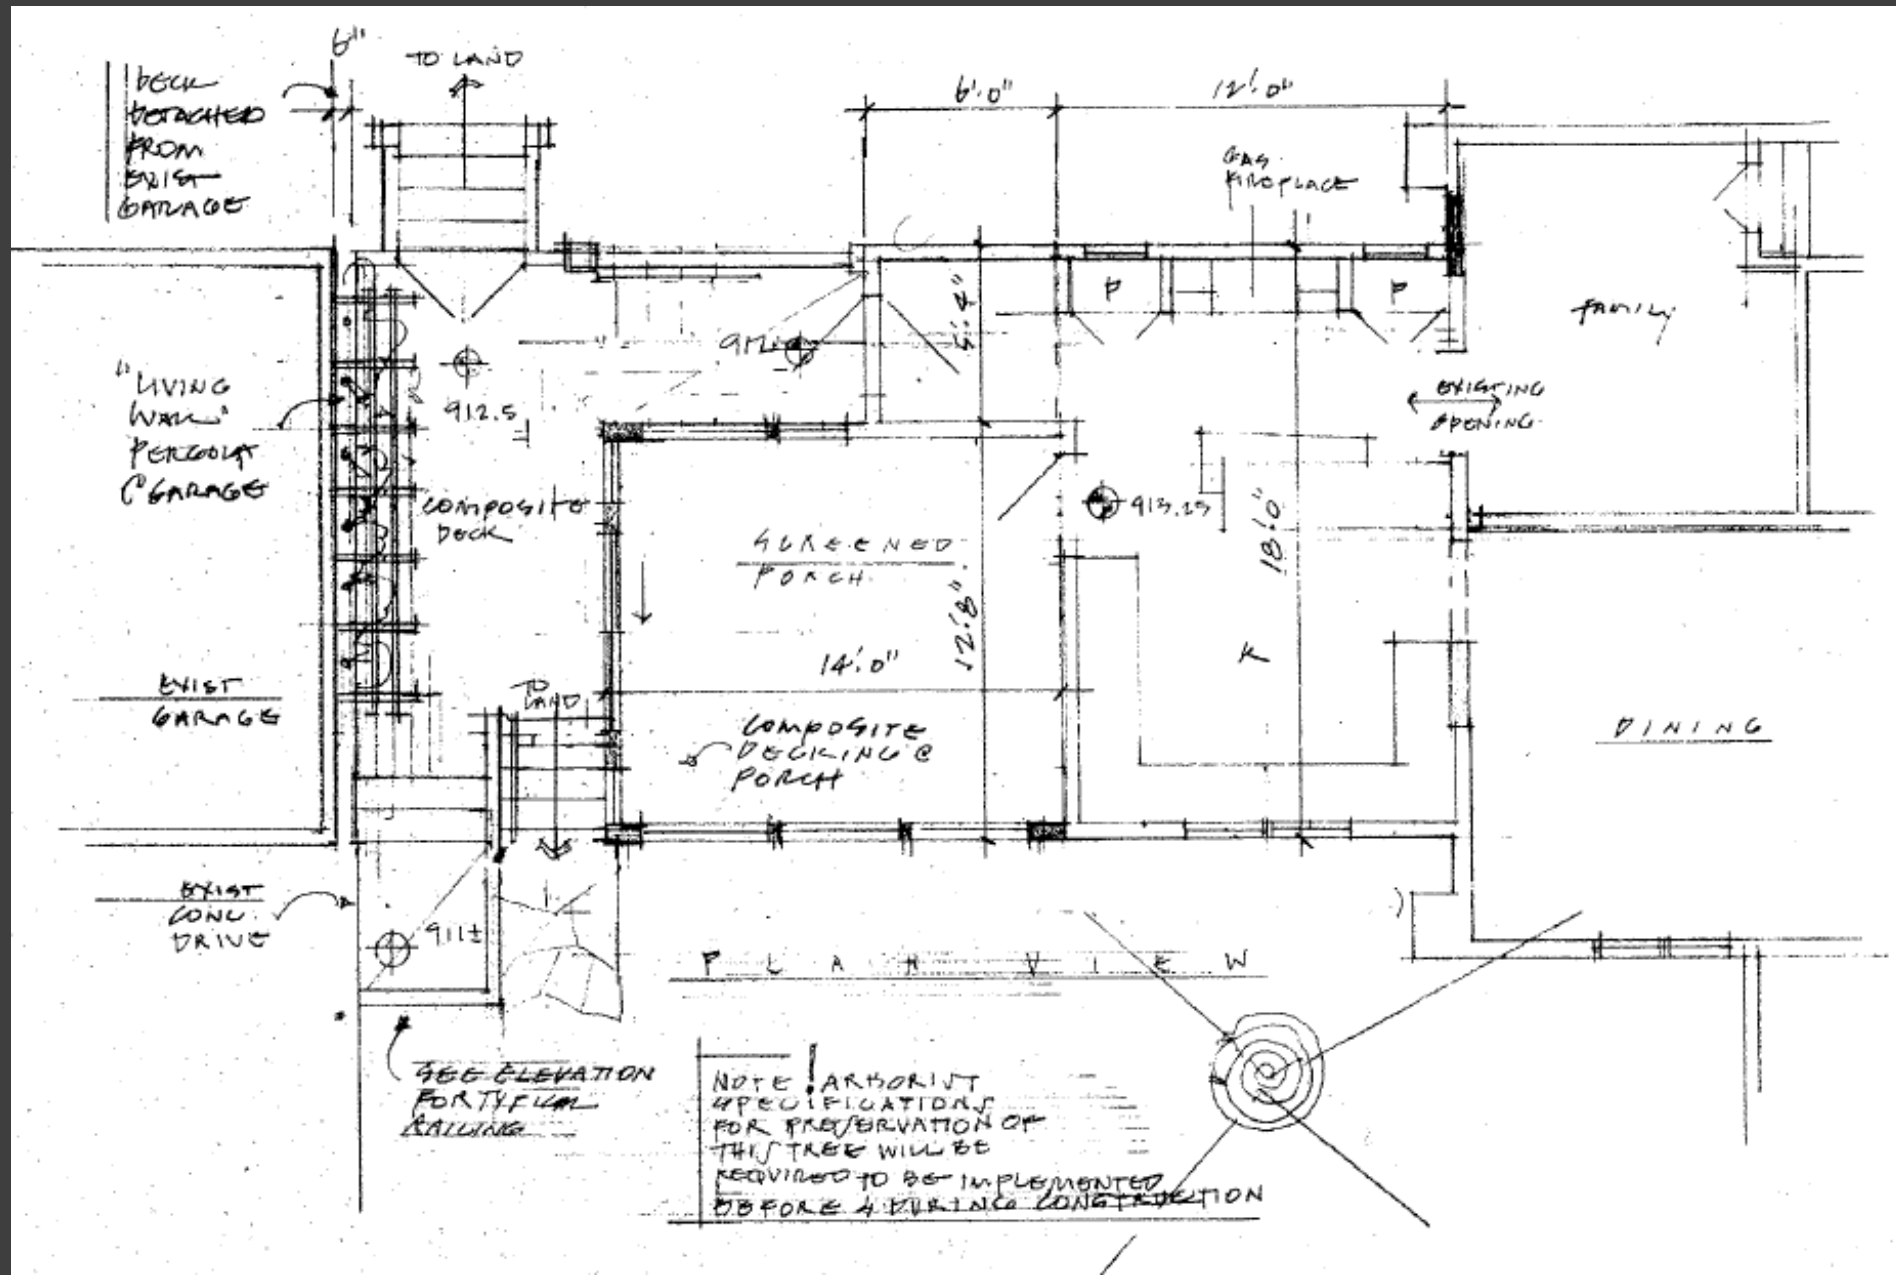 6"
TO LAND
DECK
DETACHED
FROM
EXIST
GARAGE
6'.0"
12'.0"
GAS
FIREPLACE
P
P
5'.4"
FAMILY
"LIVING
WALL"
PERGOLA
@ GARAGE
912.5
EXISTING
OPENING
COMPOSITE
DECK
913.25
SCREENED
PORCH
18'.0"
12'.8"
K
14'.0"
EXIST
GARAGE
TO
LAND
COMPOSITE
DECKING @
PORCH
DINING
EXIST
CONC.
DRIVE
911±
PLAN VIEW
SEE ELEVATION
FOR TYPICAL
RAILING
NOTE! ARBORIST
SPECIFICATIONS
FOR PRESERVATION OF
THIS TREE WILL BE
REQUIRED TO BE IMPLEMENTED
BEFORE & DURING CONSTRUCTION